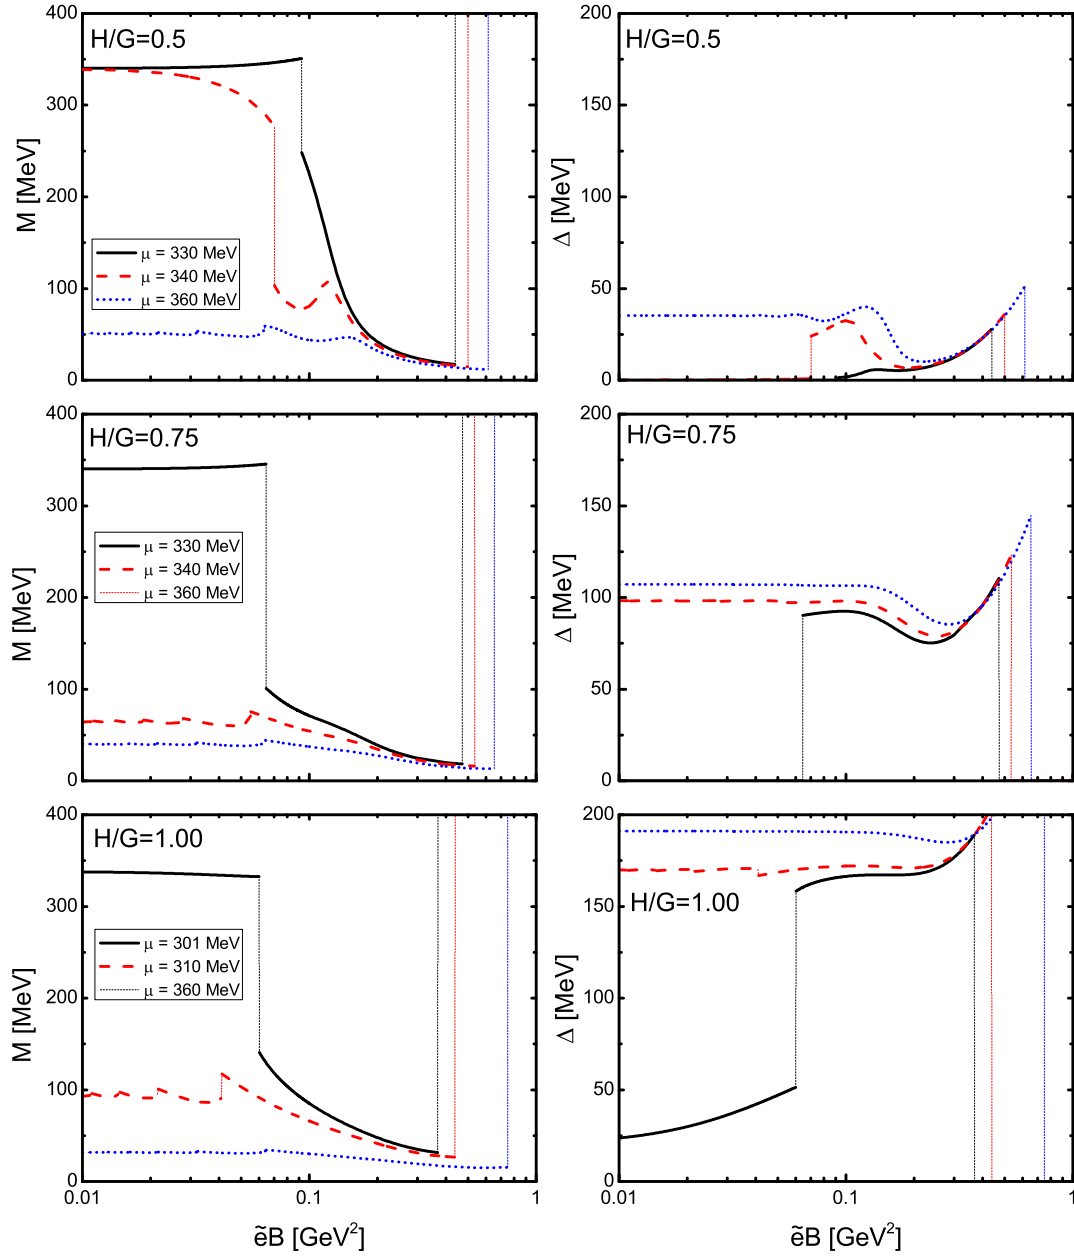 H/G=0.5
400
300
200
100
0
M [MeV]
μ = 330 MeV
μ = 340 MeV
μ = 360 MeV
H/G=0.5
200
150
100
50
0
Δ [MeV]
H/G=0.75
400
300
200
100
0
M [MeV]
μ = 330 MeV
μ = 340 MeV
μ = 360 MeV
H/G=0.75
200
150
100
50
0
Δ [MeV]
H/G=1.00
400
300
200
100
0
M [MeV]
μ = 301 MeV
μ = 310 MeV
μ = 360 MeV
0.01 0.1 1
ẽB [GeV²]
H/G=1.00
200
150
100
50
0
Δ [MeV]
0.01 0.1 1
ẽB [GeV²]